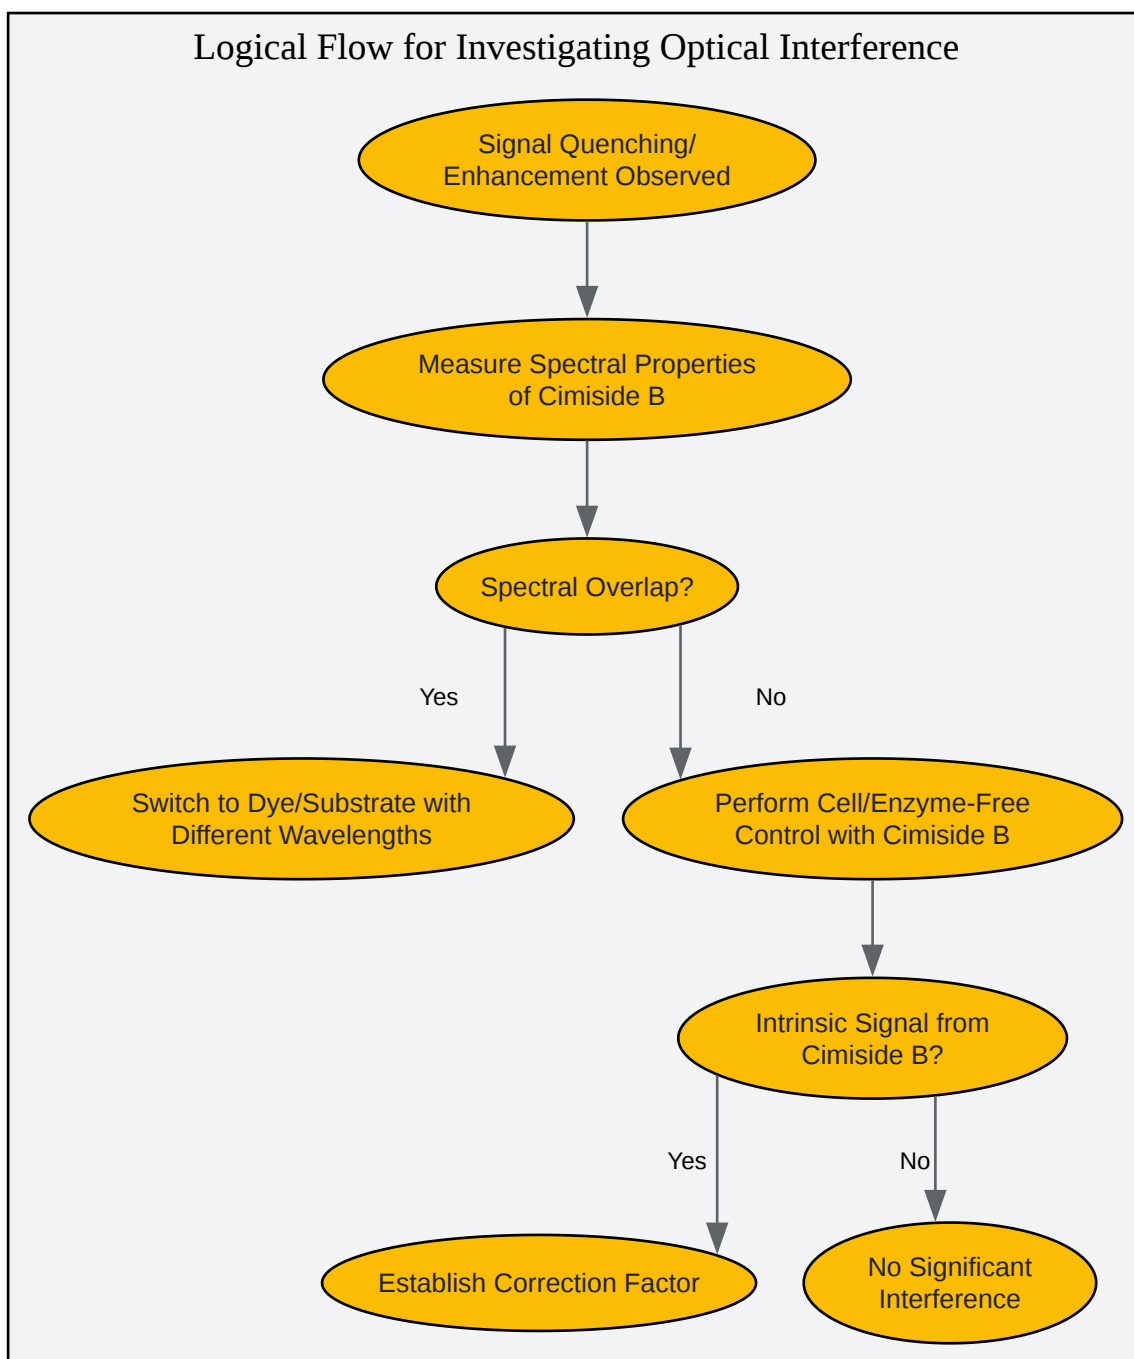 Logical Flow for Investigating Optical Interference
Signal Quenching/
Enhancement Observed
Measure Spectral Properties
of Cimiside B
Spectral Overlap?
Yes
No
Switch to Dye/Substrate with
Different Wavelengths
Perform Cell/Enzyme-Free
Control with Cimiside B
Intrinsic Signal from
Cimiside B?
Yes
No
Establish Correction Factor
No Significant
Interference